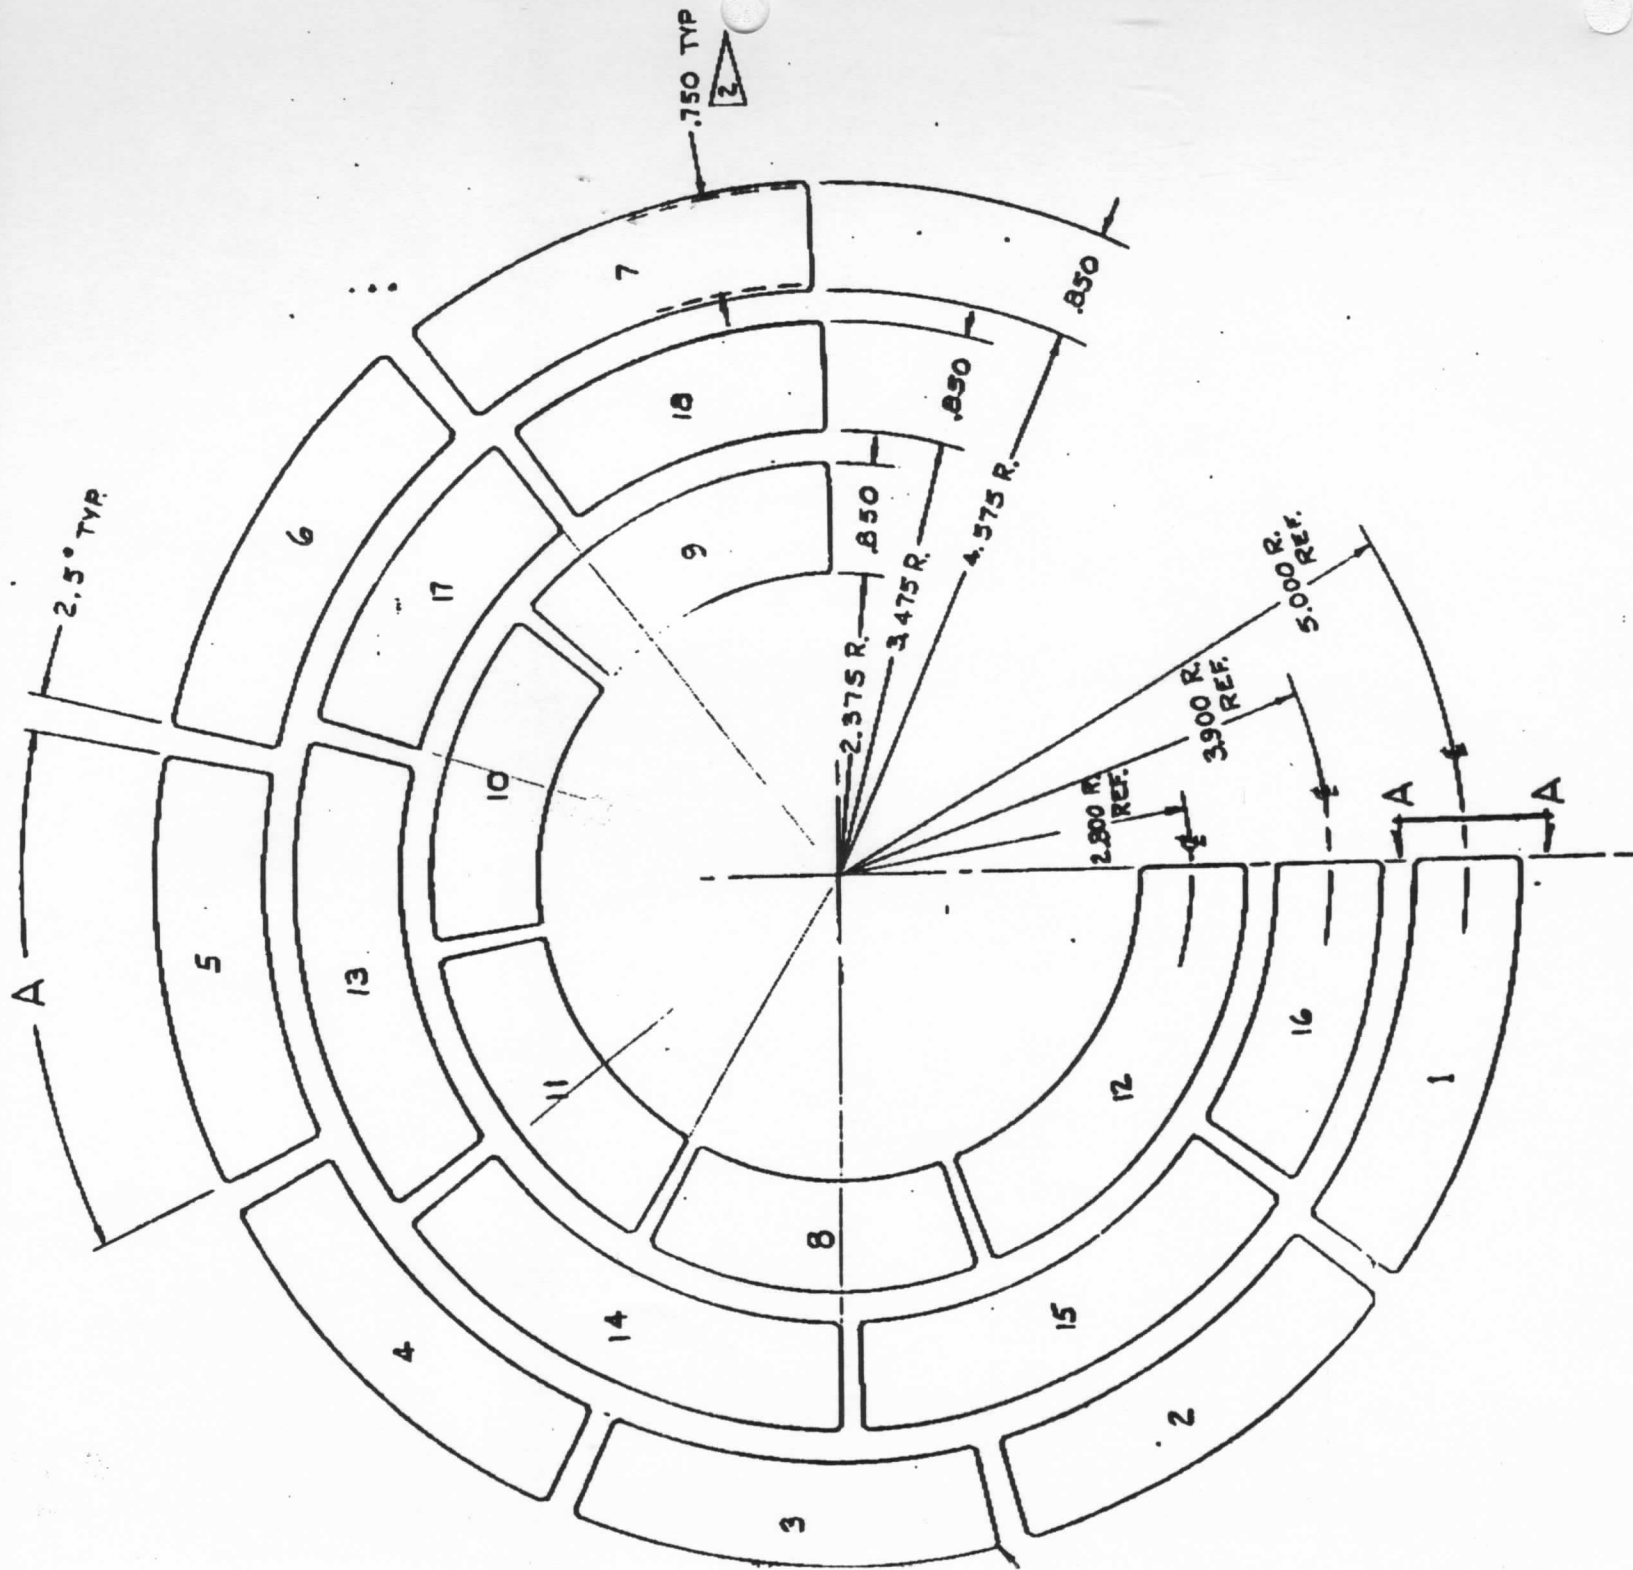 .750 TYP
2
2.5° TYP.
A
7
6
18
17
5
9
10
13
11
4
14
8
3
12
16
1
15
2
.850
.850
.850
2.375 R.
3.475 R.
4.575 R.
5.000 R.
REF.
3.900 R.
REF.
2.800 R.
REF.
A
A
℄
℄
℄